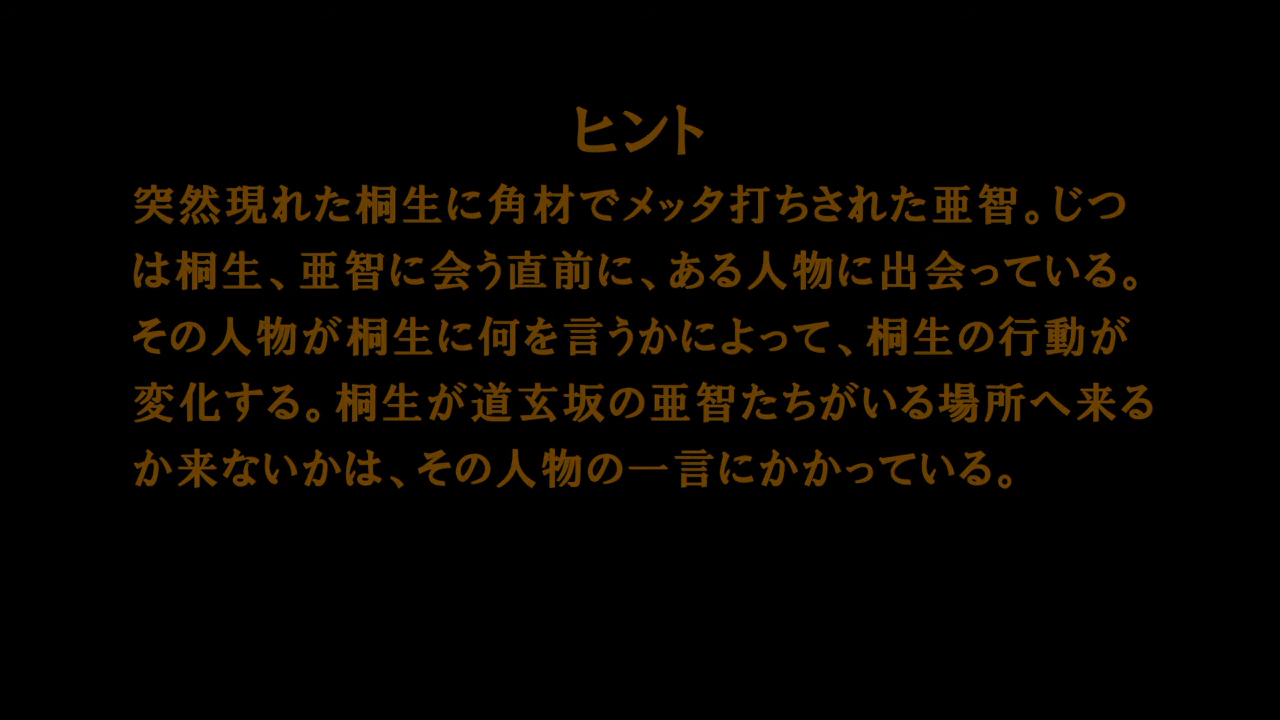 ヒント
突然現れた桐生に角材でメッタ打ちされた亜智。じつ
は桐生、亜智に会う直前に、ある人物に出会っている。
その人物が桐生に何を言うかによって、桐生の行動が
変化する。桐生が道玄坂の亜智たちがいる場所へ来る
か来ないかは、その人物の一言にかかっている。